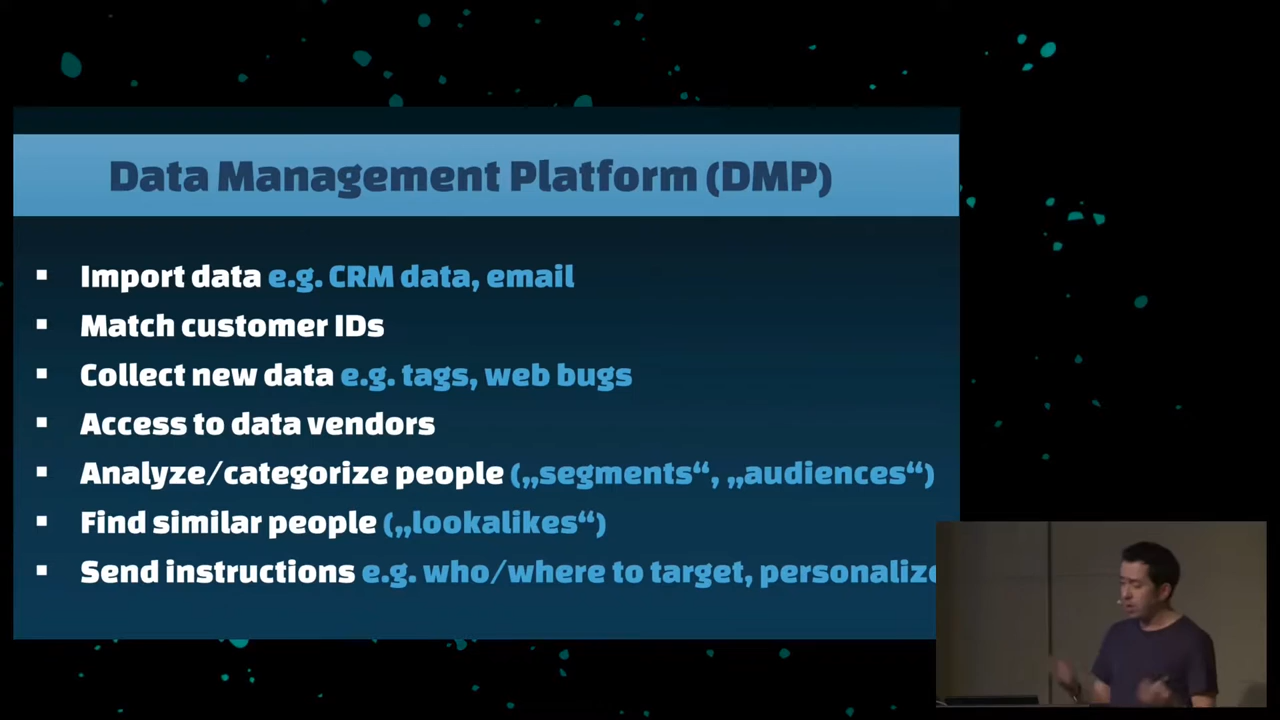 Data Management Platform (DMP)
▪ Import data e.g. CRM data, email
▪ Match customer IDs
▪ Collect new data e.g. tags, web bugs
▪ Access to data vendors
▪ Analyze/categorize people („segments“, „audiences“)
▪ Find similar people („lookalikes“)
▪ Send instructions e.g. who/where to target, personalize